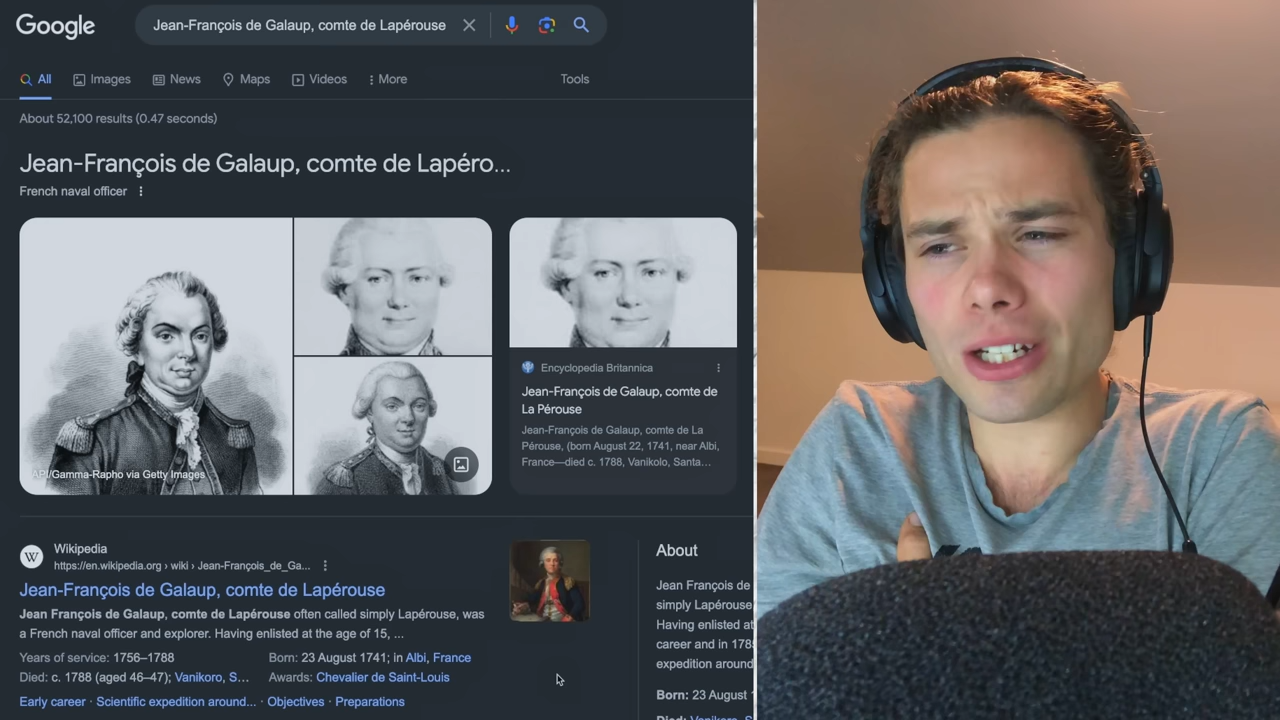 Google
Jean-François de Galaup, comte de Lapérouse
All
Images
News
Maps
Videos
More
Tools
About 52,100 results (0.47 seconds)
Jean-François de Galaup, comte de Lapéro...
French naval officer
API/Gamma-Rapho via Getty Images
Encyclopedia Britannica
Jean-François de Galaup, comte de
La Pérouse
Jean-François de Galaup, comte de La
Pérouse, (born August 22, 1741, near Albi,
France—died c. 1788, Vanikolo, Santa...
W
Wikipedia
https://en.wikipedia.org › wiki › Jean-François_de_Ga...
Jean-François de Galaup, comte de Lapérouse
Jean François de Galaup, comte de Lapérouse often called simply Lapérouse, was
a French naval officer and explorer. Having enlisted at the age of 15, ...
Years of service: 1756–1788
Born: 23 August 1741; in Albi, France
Died: c. 1788 (aged 46–47); Vanikoro, S...
Awards: Chevalier de Saint-Louis
Early career · Scientific expedition around... · Objectives · Preparations
About
Jean François de
simply Lapérouse
Having enlisted at
career and in 178
expedition around
Born: 23 August
Died: Vanikoro, S